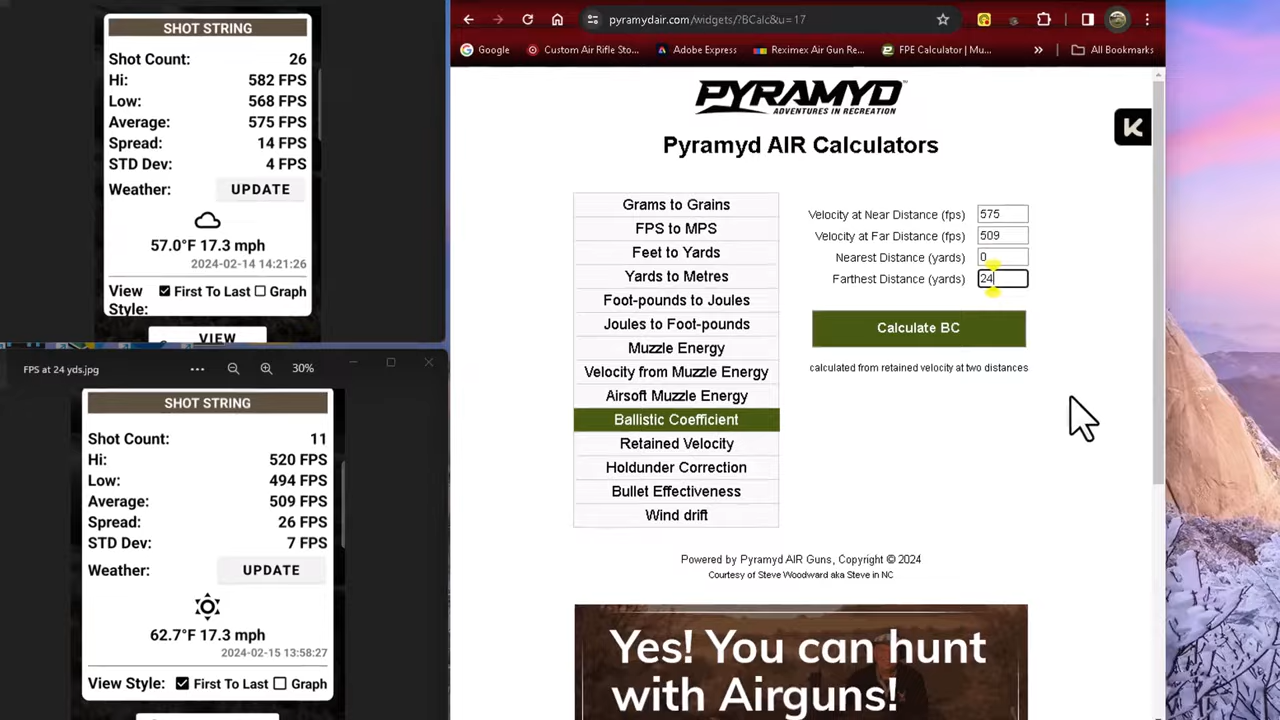 SHOT STRING
Shot Count: 26
Hi: 582 FPS
Low: 568 FPS
Average: 575 FPS
Spread: 14 FPS
STD Dev: 4 FPS
Weather: UPDATE
57.0°F 17.3 mph
2024-02-14 14:21:26
View Style: First To Last Graph
VIEW
FPS at 24 yds.jpg
30%
SHOT STRING
Shot Count: 11
Hi: 520 FPS
Low: 494 FPS
Average: 509 FPS
Spread: 26 FPS
STD Dev: 7 FPS
Weather: UPDATE
62.7°F 17.3 mph
2024-02-15 13:58:27
View Style: First To Last Graph
pyramydair.com/widgets/?BCalc&u=17
Google Custom Air Rifle Sto... Adobe Express Reximex Air Gun Re... FPE Calculator | Mu... » All Bookmarks
PYRAMYD
ADVENTURES IN RECREATION
K
Pyramyd AIR Calculators
Grams to Grains
FPS to MPS
Feet to Yards
Yards to Metres
Foot-pounds to Joules
Joules to Foot-pounds
Muzzle Energy
Velocity from Muzzle Energy
Airsoft Muzzle Energy
Ballistic Coefficient
Retained Velocity
Holdunder Correction
Bullet Effectiveness
Wind drift
Velocity at Near Distance (fps) 575
Velocity at Far Distance (fps) 509
Nearest Distance (yards) 0
Farthest Distance (yards) 24
Calculate BC
calculated from retained velocity at two distances
Powered by Pyramyd AIR Guns, Copyright © 2024
Courtesy of Steve Woodward aka Steve in NC
Yes! You can hunt
with Airguns!